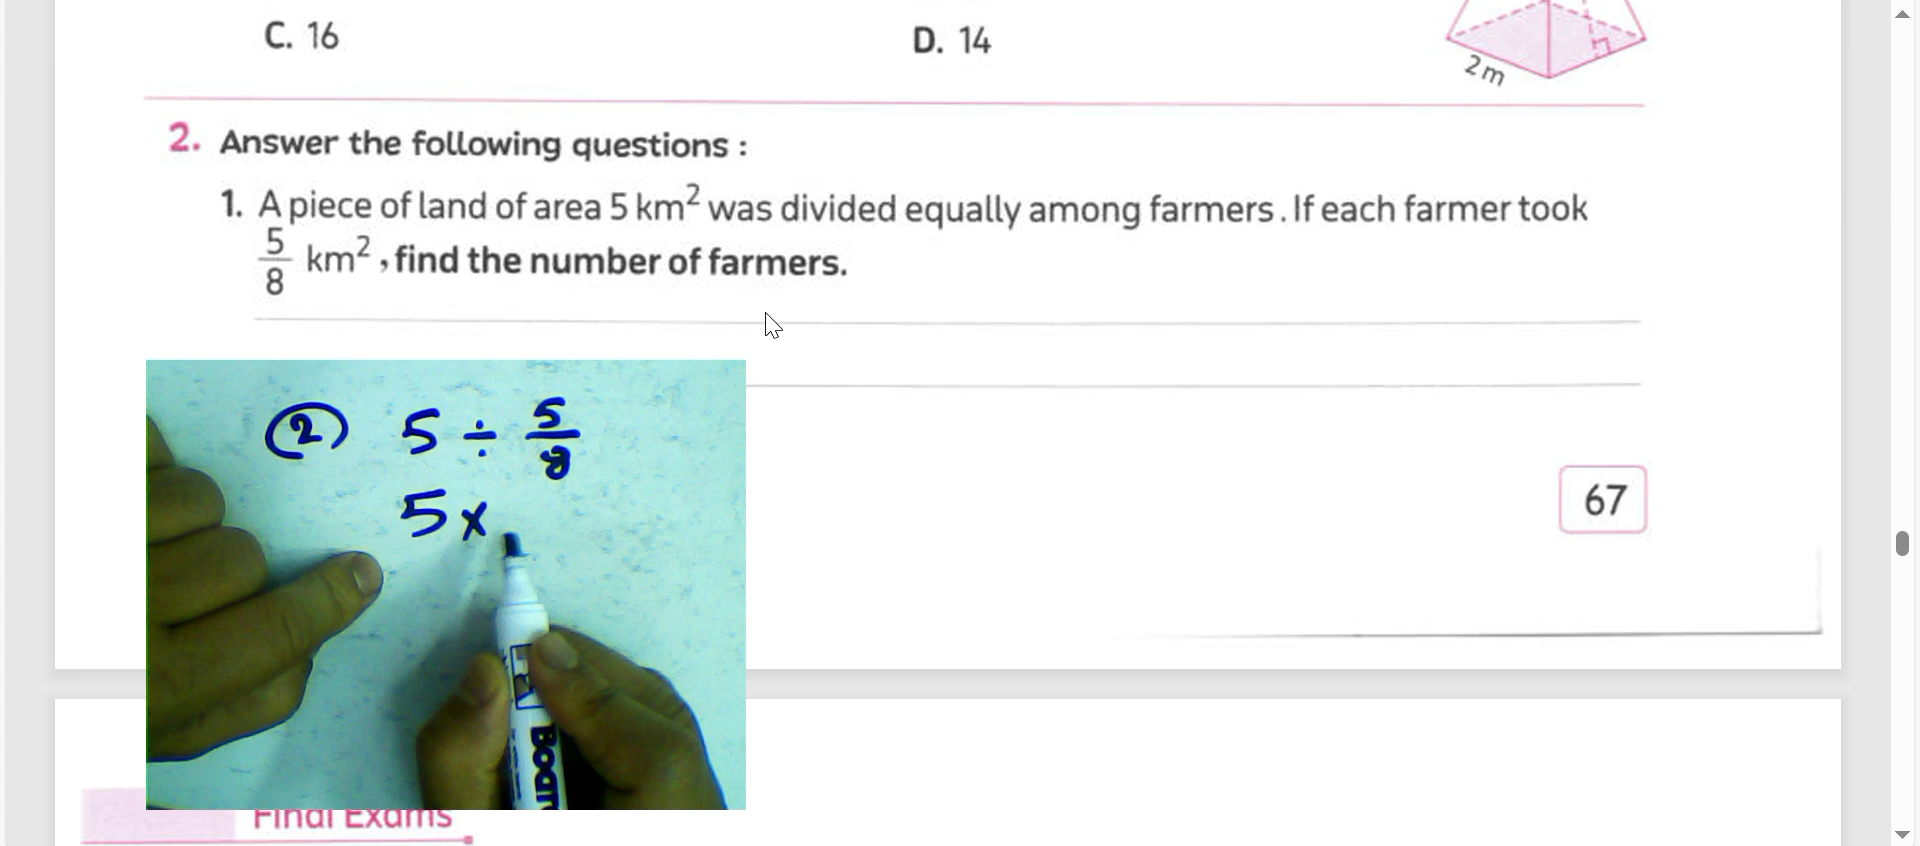 C. 16
D. 14
2 m
2. Answer the following questions :
1. A piece of land of area 5 km² was divided equally among farmers. If each farmer took
5/8 km², find the number of farmers.
② 5 ÷ 5/8
5 ×
Boar
67
Final Exams